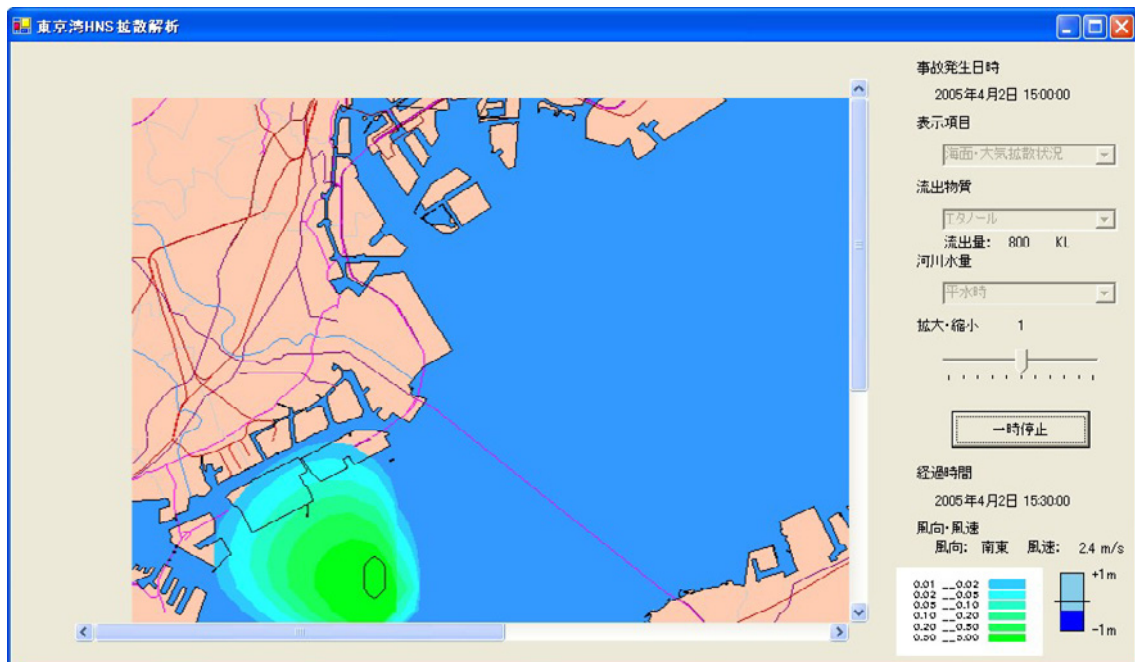 東京湾HNS拡散解析
事故発生日時
2005年4月2日 15:00:00
表示項目
海面・大気拡散状況
流出物質
エタノール
流出量: 800 KL
河川水量
平水時
拡大・縮小 1
一時停止
経過時間
2005年4月2日 15:30:00
風向・風速
風向: 南東 風速: 2.4 m/s
0.01 __0.02
0.02 __0.05
0.05 __0.10
0.10 __0.20
0.20 __0.50
0.50 __5.00
+1m
-1m